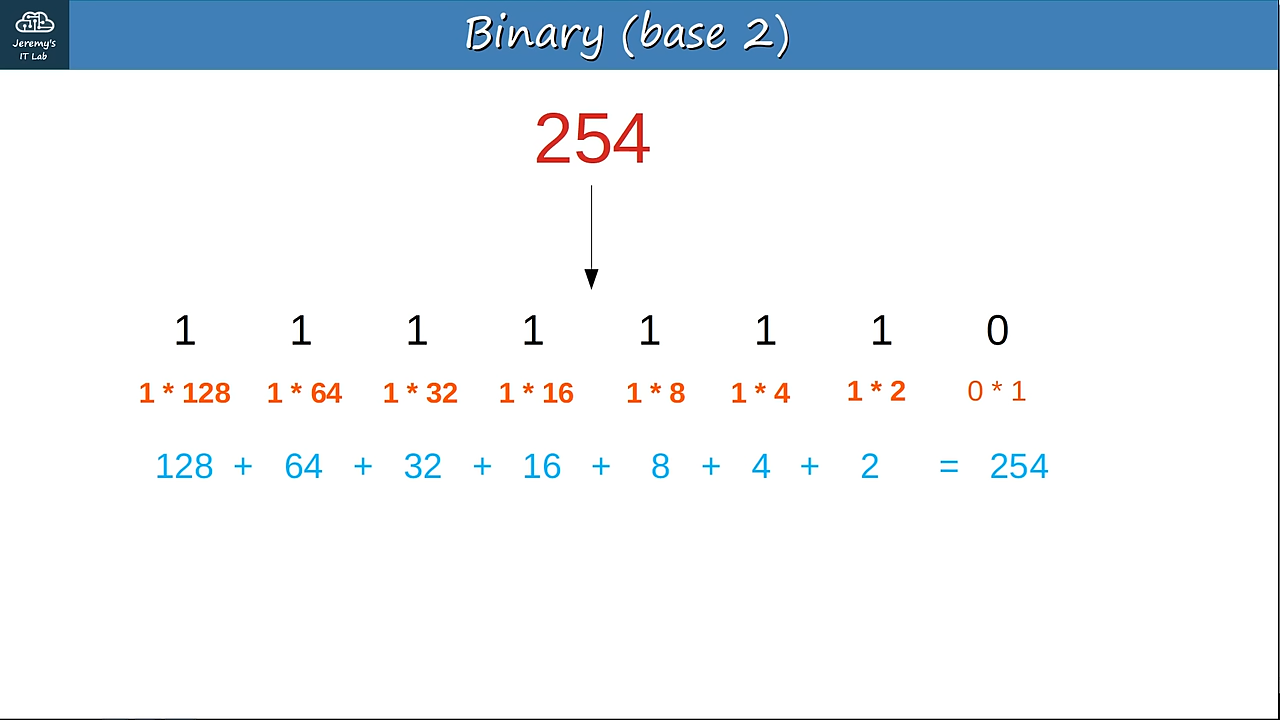 Jeremy's
IT Lab
Binary (base 2)
254
1 1 1 1 1 1 1 0
1 * 128 1 * 64 1 * 32 1 * 16 1 * 8 1 * 4 1 * 2 0 * 1
128 + 64 + 32 + 16 + 8 + 4 + 2 = 254